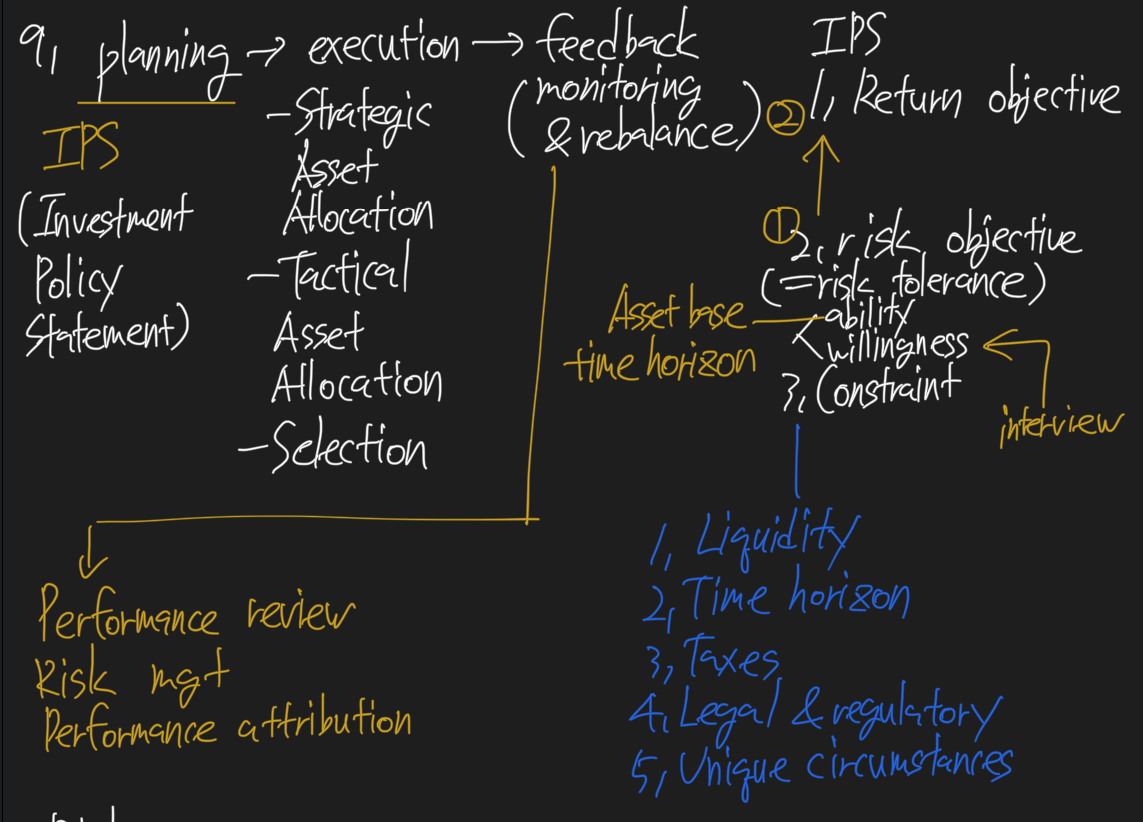 9, planning → execution → feedback
IPS
(Investment
Policy
Statement)
-Strategic
Asset
Allocation
-Tactical
Asset
Allocation
-Selection
(monitoring
& rebalance)
Performance review
Risk mgt
Performance attribution
IPS
② 1, Return objective
① 2, risk objective
(=risk tolerance)
ability
willingness
Asset base
time horizon
interview
3, Constraint
1, Liquidity
2, Time horizon
3, Taxes
4, Legal & regulatory
5, Unique circumstances